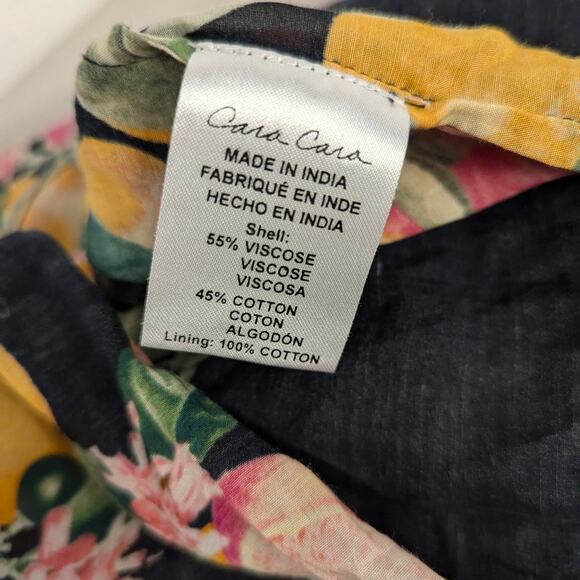 Cara Cara
MADE IN INDIA
FABRIQUÉ EN INDE
HECHO EN INDIA
Shell:
55% VISCOSE
VISCOSE
VISCOSA
45% COTTON
COTON
ALGODÓN
Lining: 100% COTTON